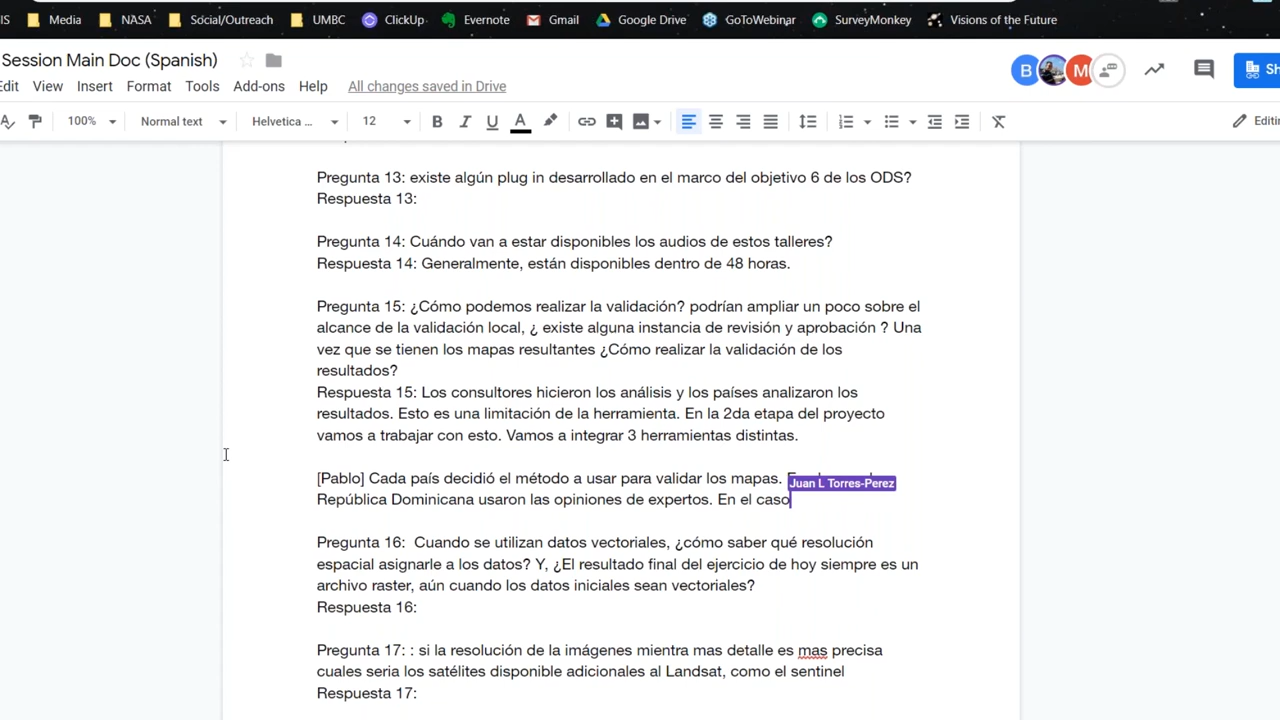 IS Media NASA Social/Outreach UMBC ClickUp Evernote Gmail Google Drive GoToWebinar SurveyMonkey Visions of the Future
Session Main Doc (Spanish)
Edit View Insert Format Tools Add-ons Help All changes saved in Drive
B M Sh
100% Normal text Helvetica ... 12 B I U A Editin
Pregunta 13: existe algún plug in desarrollado en el marco del objetivo 6 de los ODS?
Respuesta 13:
Pregunta 14: Cuándo van a estar disponibles los audios de estos talleres?
Respuesta 14: Generalmente, están disponibles dentro de 48 horas.
Pregunta 15: ¿Cómo podemos realizar la validación? podrían ampliar un poco sobre el
alcance de la validación local, ¿ existe alguna instancia de revisión y aprobación ? Una
vez que se tienen los mapas resultantes ¿Cómo realizar la validación de los
resultados?
Respuesta 15: Los consultores hicieron los análisis y los países analizaron los
resultados. Esto es una limitación de la herramienta. En la 2da etapa del proyecto
vamos a trabajar con esto. Vamos a integrar 3 herramientas distintas.
[Pablo] Cada país decidió el método a usar para validar los mapas.
Juan L Torres-Perez
República Dominicana usaron las opiniones de expertos. En el caso
Pregunta 16: Cuando se utilizan datos vectoriales, ¿cómo saber qué resolución
espacial asignarle a los datos? Y, ¿El resultado final del ejercicio de hoy siempre es un
archivo raster, aún cuando los datos iniciales sean vectoriales?
Respuesta 16:
Pregunta 17: : si la resolución de la imágenes mientra mas detalle es mas precisa
cuales seria los satélites disponible adicionales al Landsat, como el sentinel
Respuesta 17: